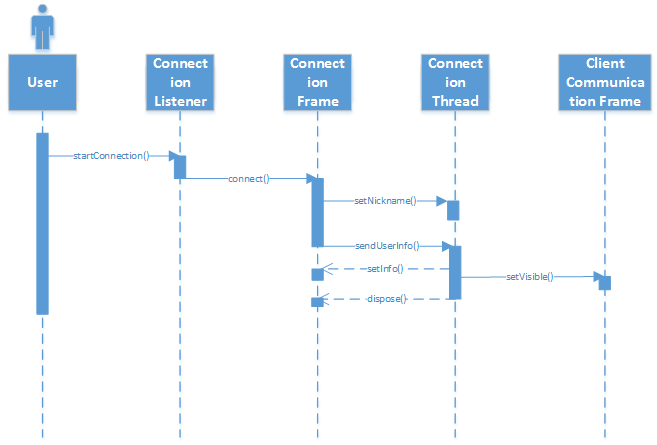 User
Connect
ion
Listener
Connect
ion
Frame
Connect
ion
Thread
Client
Communica
tion Frame
startConnection()
connect()
setNickname()
sendUserInfo()
setInfo()
setVisible()
dispose()